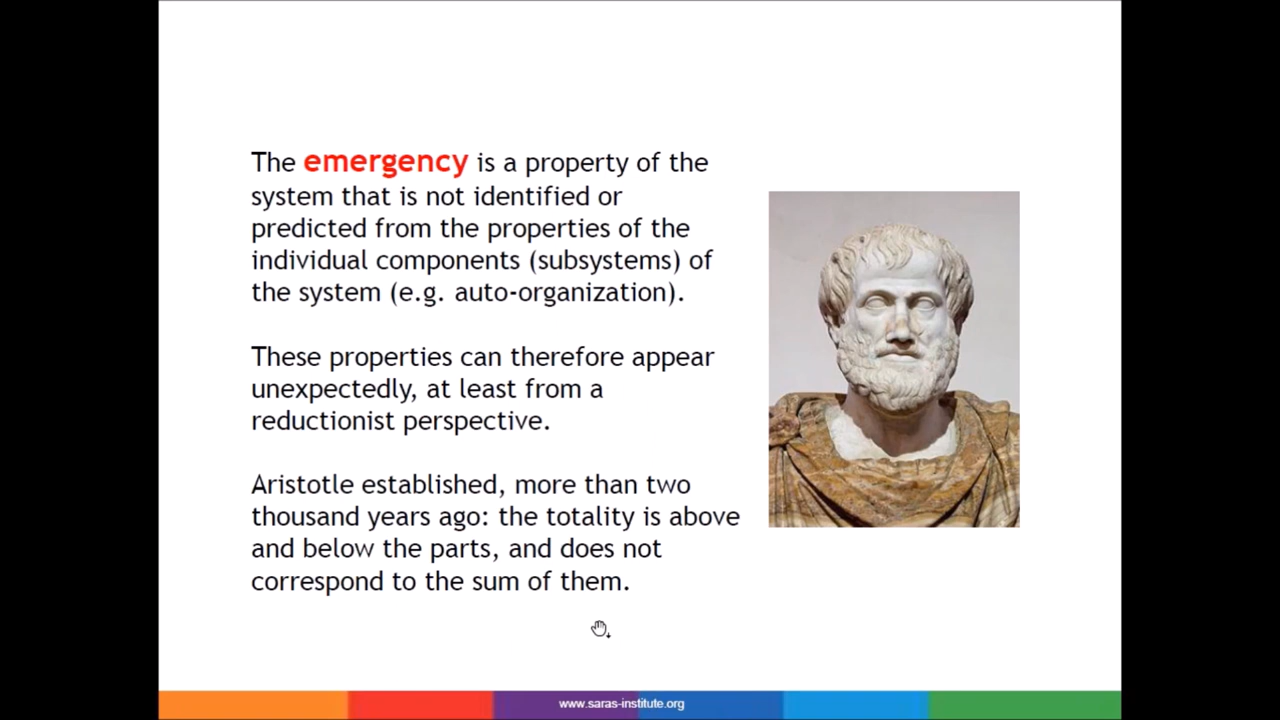 The emergency is a property of the
system that is not identified or
predicted from the properties of the
individual components (subsystems) of
the system (e.g. auto-organization).
These properties can therefore appear
unexpectedly, at least from a
reductionist perspective.
Aristotle established, more than two
thousand years ago: the totality is above
and below the parts, and does not
correspond to the sum of them.
www.saras-institute.org